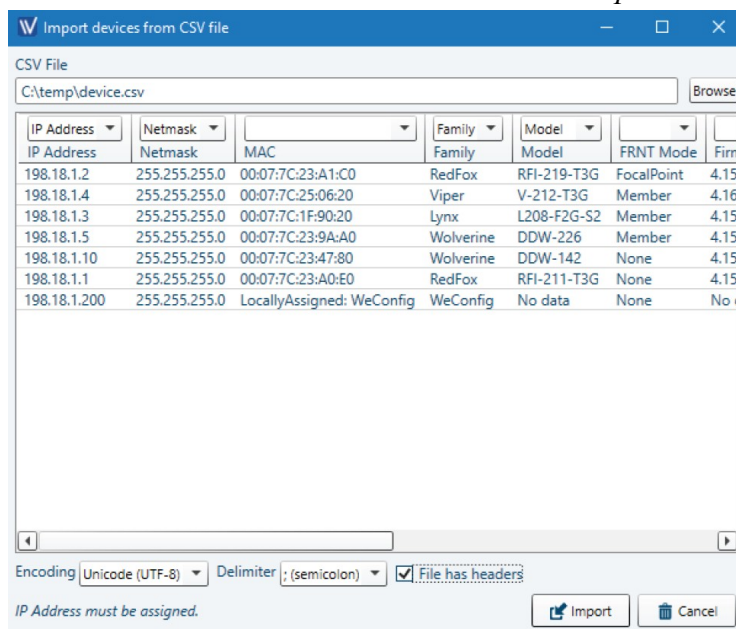 Import devices from CSV file
CSV File
C:\temp\device.csv Browse
IP Address Netmask Family Model
IP Address Netmask MAC Family Model FRNT Mode Firr
198.18.1.2 255.255.255.0 00:07:7C:23:A1:C0 RedFox RFI-219-T3G FocalPoint 4.15
198.18.1.4 255.255.255.0 00:07:7C:25:06:20 Viper V-212-T3G Member 4.16
198.18.1.3 255.255.255.0 00:07:7C:1F:90:20 Lynx L208-F2G-S2 Member 4.15
198.18.1.5 255.255.255.0 00:07:7C:23:9A:A0 Wolverine DDW-226 Member 4.15
198.18.1.10 255.255.255.0 00:07:7C:23:47:80 Wolverine DDW-142 None 4.15
198.18.1.1 255.255.255.0 00:07:7C:23:A0:E0 RedFox RFI-211-T3G None 4.15
198.18.1.200 255.255.255.0 LocallyAssigned: WeConfig WeConfig No data None No
Encoding Unicode (UTF-8) Delimiter ; (semicolon) File has headers
IP Address must be assigned. Import Cancel